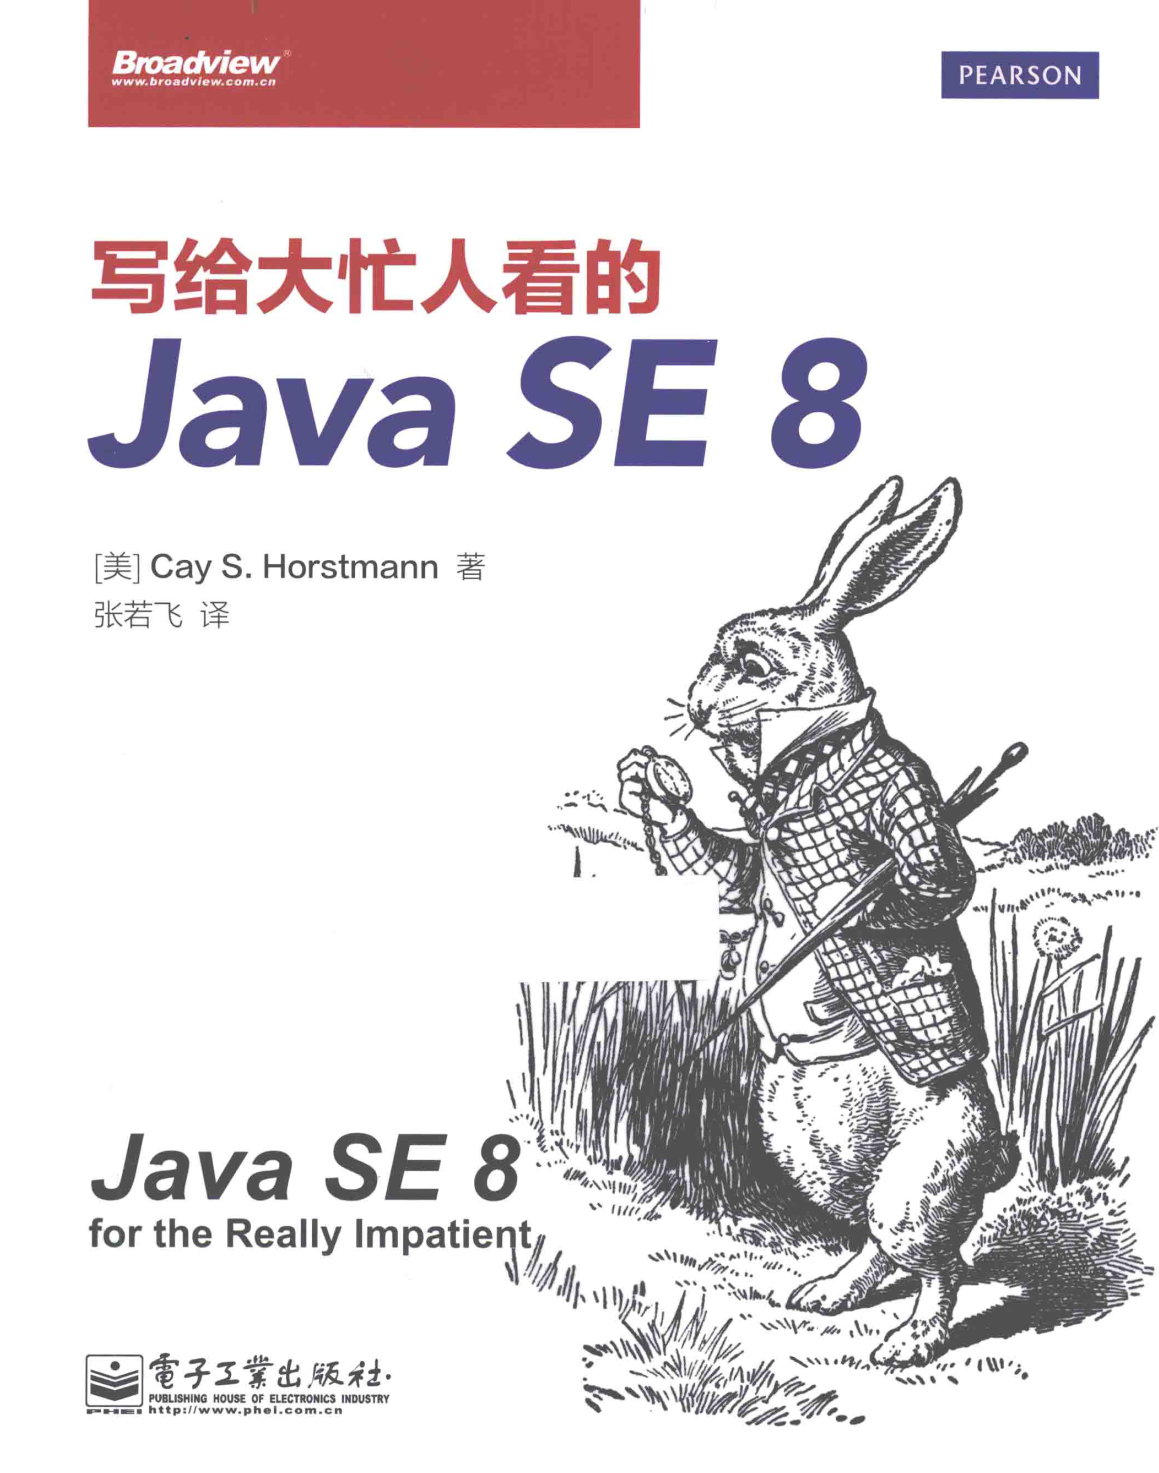 Broadview®
www.broadview.com.cn
PEARSON
写给大忙人看的
Java SE 8
[美] Cay S. Horstmann 著
张若飞 译
Java SE 8
for the Really Impatient
電子工業出版社
PUBLISHING HOUSE OF ELECTRONICS INDUSTRY
PHEI http://www.phei.com.cn